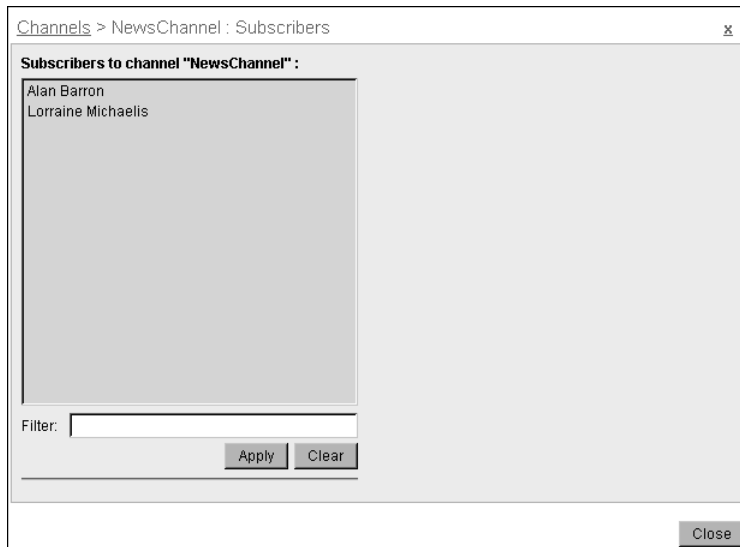 Channels > NewsChannel : Subscribers
x
Subscribers to channel "NewsChannel" :
Alan Barron
Lorraine Michaelis
Filter:
Apply Clear
Close